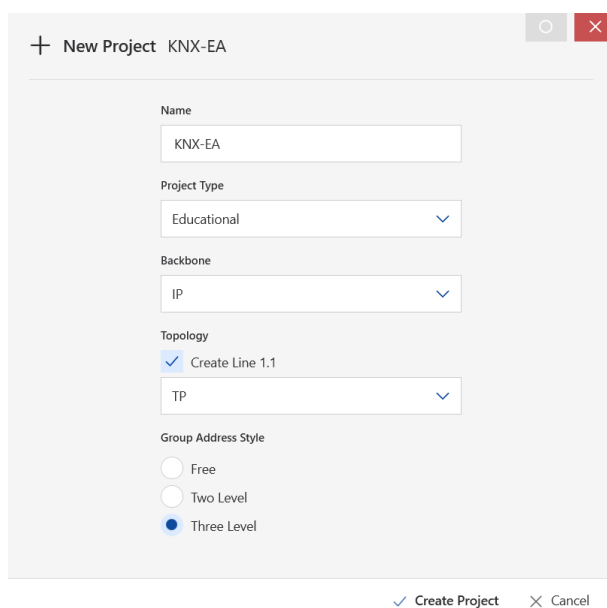 New Project KNX-EA
Name
KNX-EA
Project Type
Educational
Backbone
IP
Topology
Create Line 1.1
TP
Group Address Style
Free
Two Level
Three Level
Create Project Cancel